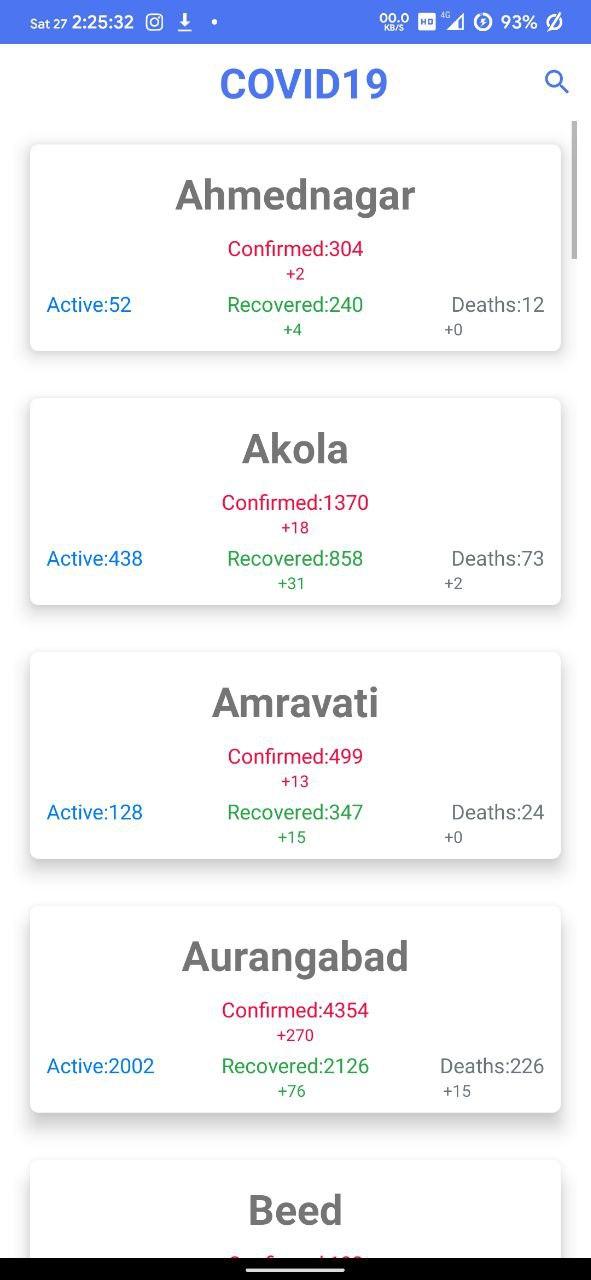 Sat 27 2:25:32 00.0 KB/S HD 4G 93%
COVID19
Ahmednagar
Confirmed:304
+2
Active:52 Recovered:240 Deaths:12
+4 +0
Akola
Confirmed:1370
+18
Active:438 Recovered:858 Deaths:73
+31 +2
Amravati
Confirmed:499
+13
Active:128 Recovered:347 Deaths:24
+15 +0
Aurangabad
Confirmed:4354
+270
Active:2002 Recovered:2126 Deaths:226
+76 +15
Beed